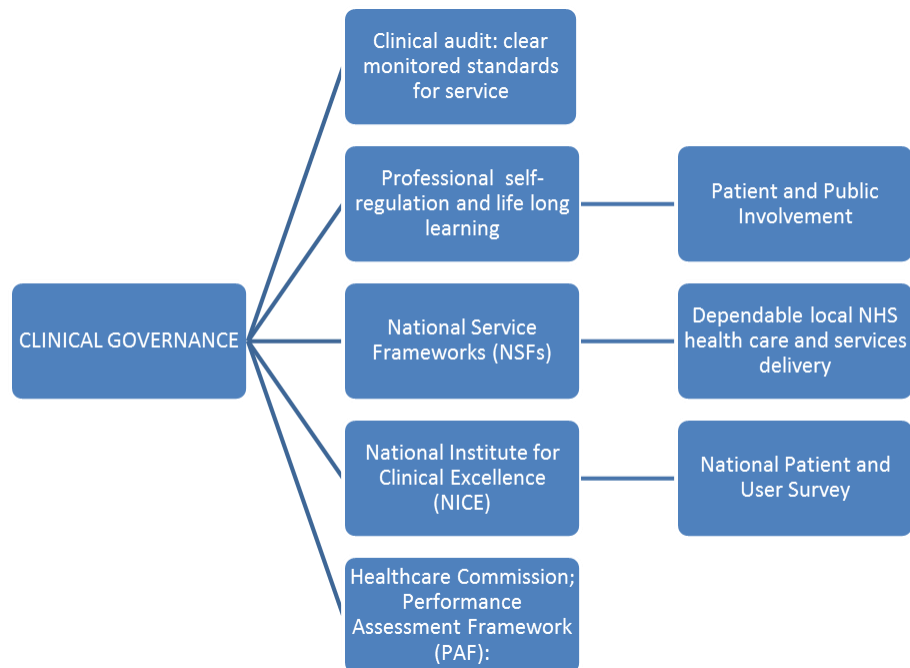 Clinical audit: clear
monitored standards
for service
Professional self-
regulation and life long
learning
Patient and Public
Involvement
CLINICAL GOVERNANCE
National Service
Frameworks (NSFs)
Dependable local NHS
health care and services
delivery
National Institute for
Clinical Excellence
(NICE)
National Patient and
User Survey
Healthcare Commission;
Performance
Assessment Framework
(PAF):